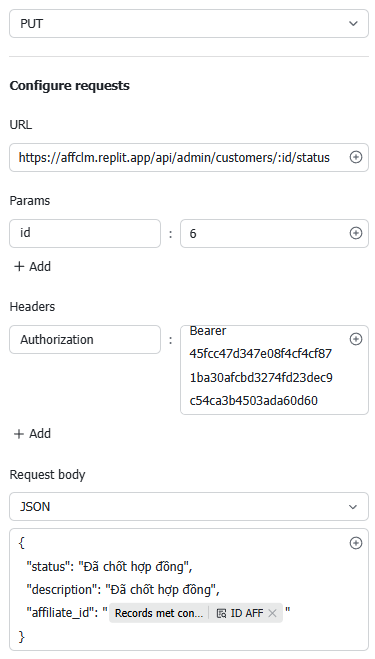 PUT
Configure requests
URL
https://affclm.replit.app/api/admin/customers/:id/status
Params
id : 6
+ Add
Headers
Authorization : Bearer
45fcc47d347e08f4cf4cf87
1ba30afcbd3274fd23dec9
c54ca3b4503ada60d60
+ Add
Request body
JSON
{
"status": "Đã chốt hợp đồng",
"description": "Đã chốt hợp đồng",
"affiliate_id": " Records met con... ID AFF "
}